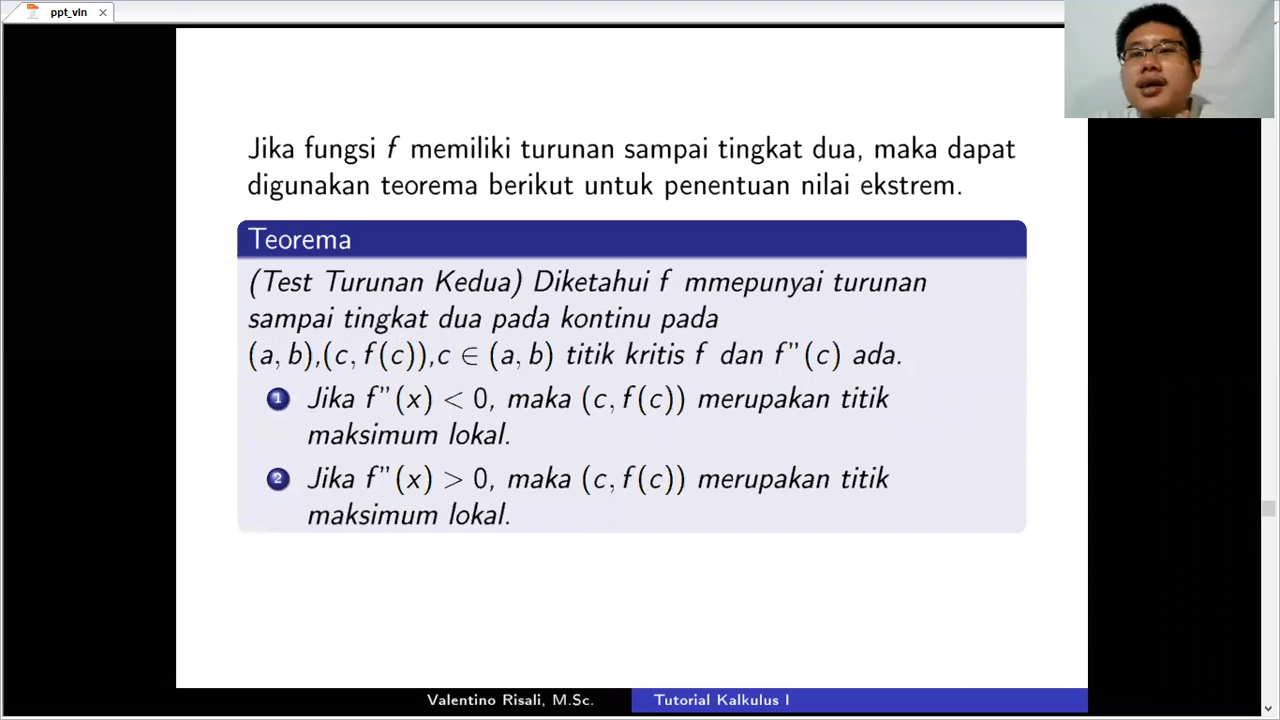 ppt_vln
Jika fungsi f memiliki turunan sampai tingkat dua, maka dapat
digunakan teorema berikut untuk penentuan nilai ekstrem.
Teorema
(Test Turunan Kedua) Diketahui f mmepunyai turunan
sampai tingkat dua pada kontinu pada
(a, b),(c, f(c)),c ∈ (a, b) titik kritis f dan f”(c) ada.
1 Jika f”(x) < 0, maka (c, f(c)) merupakan titik
maksimum lokal.
2 Jika f”(x) > 0, maka (c, f(c)) merupakan titik
maksimum lokal.
Valentino Risali, M.Sc. Tutorial Kalkulus I